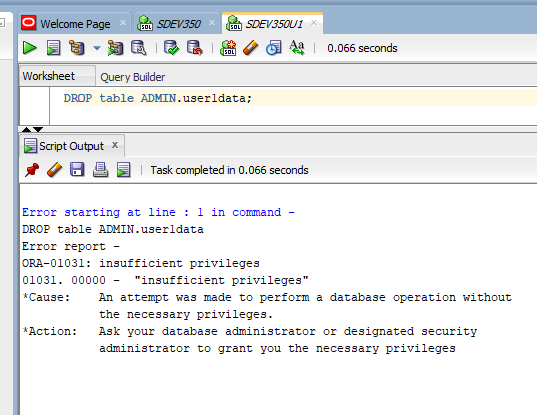 Welcome Page SDEV350 SDEV350U1
0.066 seconds
Worksheet Query Builder
DROP table ADMIN.user1data;
Script Output x
Task completed in 0.066 seconds
Error starting at line : 1 in command -
DROP table ADMIN.user1data
Error report -
ORA-01031: insufficient privileges
01031. 00000 - "insufficient privileges"
*Cause: An attempt was made to perform a database operation without
the necessary privileges.
*Action: Ask your database administrator or designated security
administrator to grant you the necessary privileges